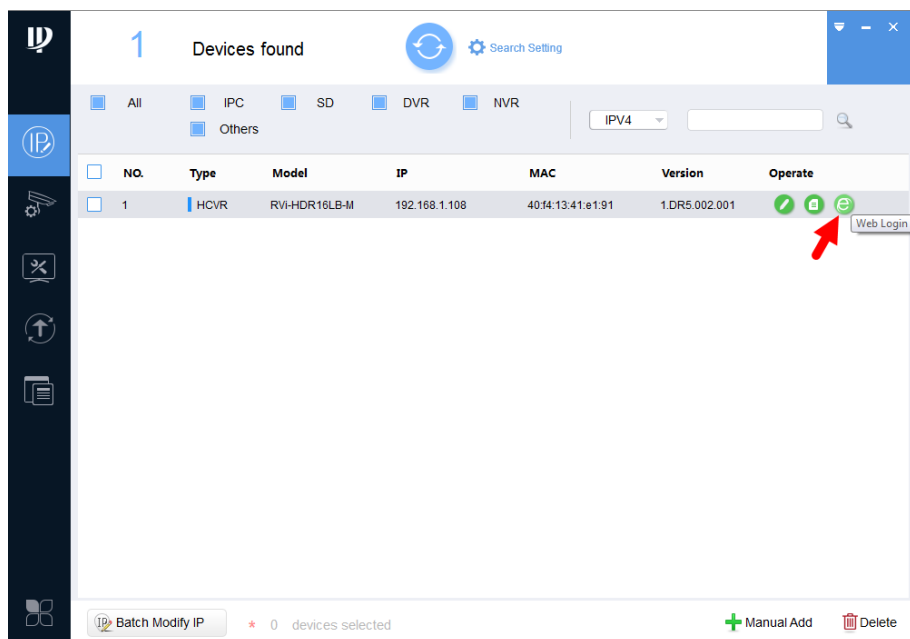 1 Devices found Search Setting
All IPC SD DVR NVR
Others
IPV4
NO. Type Model IP MAC Version Operate
1 HCVR RVi-HDR16LB-M 192.168.1.108 40:f4:13:41:e1:91 1.DR5.002.001
Web Login
Batch Modify IP * 0 devices selected Manual Add Delete